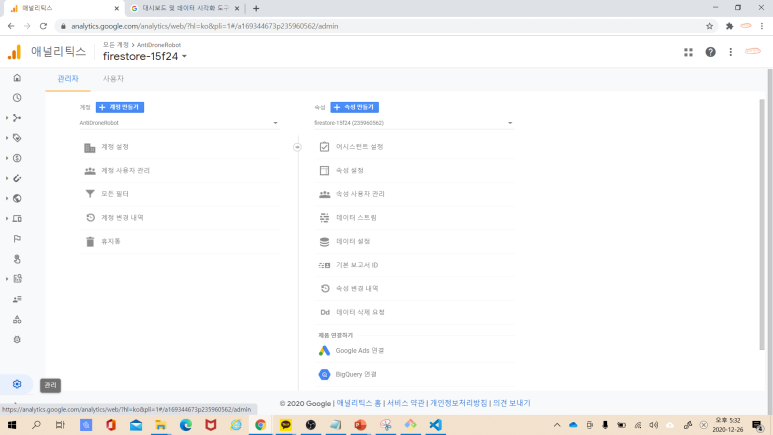 애널리틱스
대시보드 및 데이터 시각화 도구
analytics.google.com/analytics/web/?hl=ko&pli=1#/a169344673p235960562/admin
애널리틱스
모든 계정 > AntiDroneRobot
firestore-15f24
관리자
사용자
계정
+ 계정 만들기
AntiDroneRobot
계정 설정
계정 사용자 관리
모든 필터
계정 변경 내역
휴지통
속성
+ 속성 만들기
firestore-15f24 (235960562)
어시스턴트 설정
속성 설정
속성 사용자 관리
데이터 스트림
데이터 설정
기본 보고서 ID
속성 변경 내역
Dd 데이터 삭제 요청
제품 연결하기
Google Ads 연결
BigQuery 연결
관리
© 2020 Google | 애널리틱스 홈 | 서비스 약관 | 개인정보처리방침 | 의견 보내기
https://analytics.google.com/analytics/web/?hl=ko&pli=1#/a169344673p235960562/admin
오후 5:32
2020-12-26